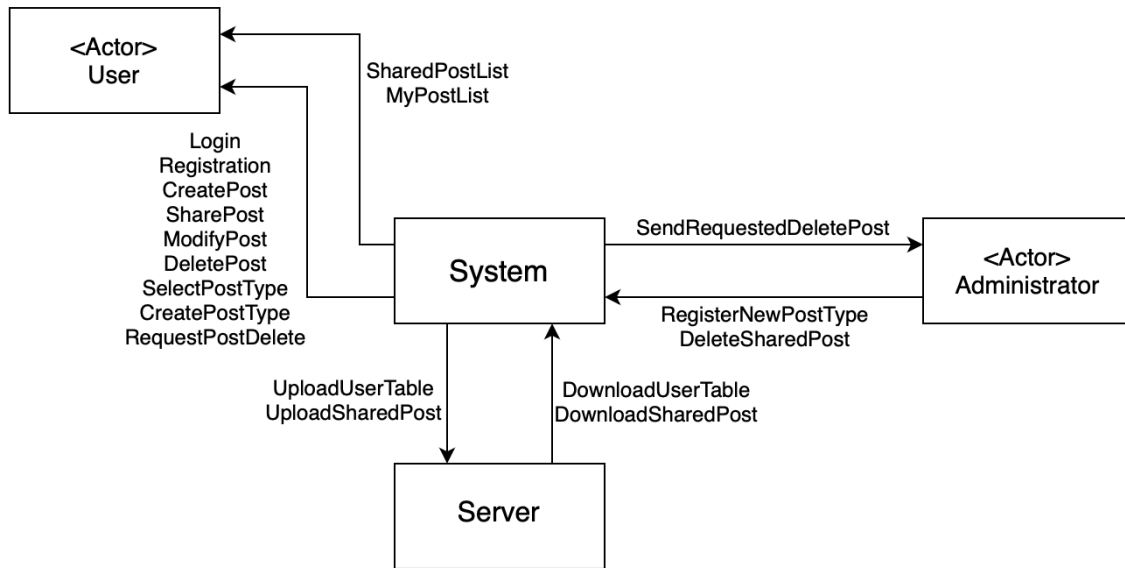 <Actor>
User
SharedPostList
MyPostList
Login
Registration
CreatePost
SharePost
ModifyPost
DeletePost
SelectPostType
CreatePostType
RequestPostDelete
System
SendRequestedDeletePost
<Actor>
Administrator
RegisterNewPostType
DeleteSharedPost
UploadUserTable
UploadSharedPost
DownloadUserTable
DownloadSharedPost
Server